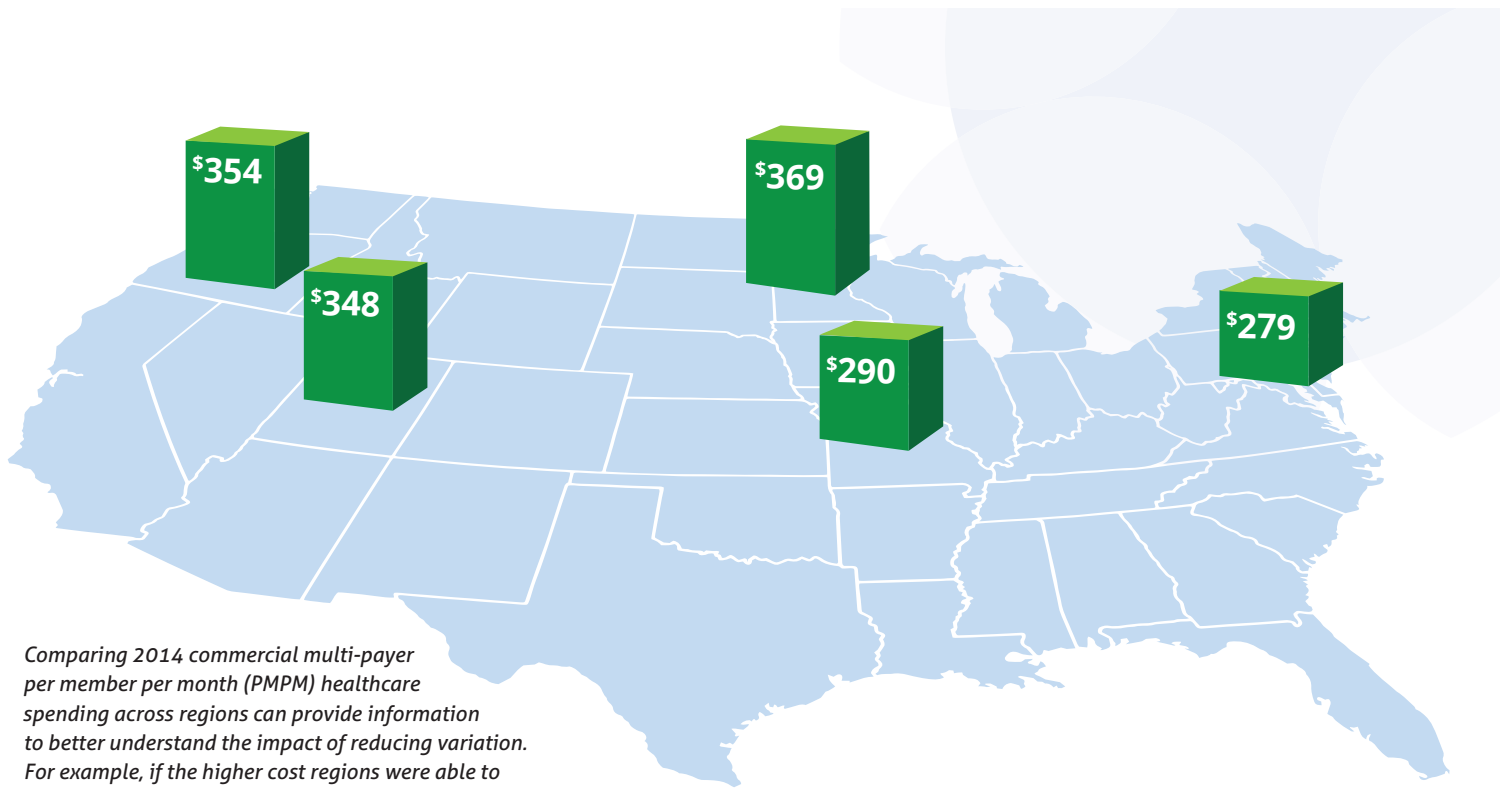 $354
$369
$348
$279
$290
Comparing 2014 commercial multi-payer
per member per month (PMPM) healthcare
spending across regions can provide information
to better understand the impact of reducing variation.
For example, if the higher cost regions were able to